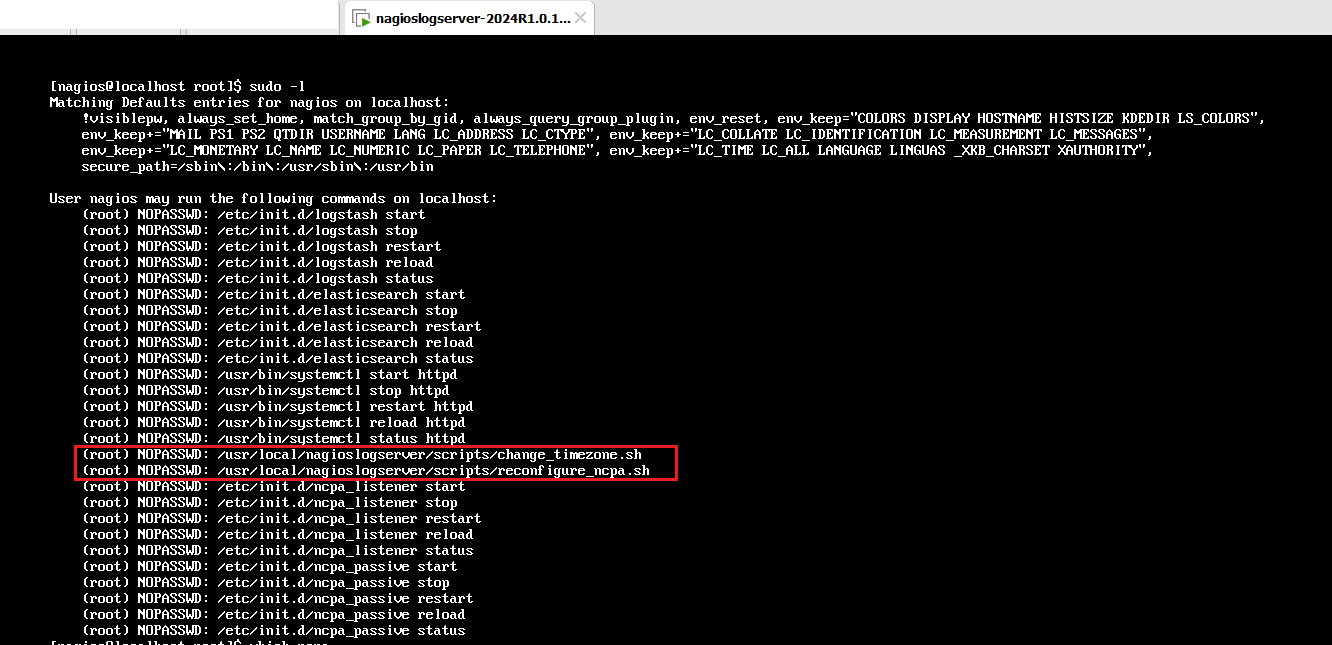 nagioslogserver-2024R1.0.1...
[nagios@localhost root]$ sudo -l
Matching Defaults entries for nagios on localhost:
!visiblepw, always_set_home, match_group_by_gid, always_query_group_plugin, env_reset, env_keep="COLORS DISPLAY HOSTNAME HISTSIZE KDEDIR LS_COLORS",
env_keep+="MAIL PS1 PS2 QTDIR USERNAME LANG LC_ADDRESS LC_CTYPE", env_keep+="LC_COLLATE LC_IDENTIFICATION LC_MEASUREMENT LC_MESSAGES",
env_keep+="LC_MONETARY LC_NAME LC_NUMERIC LC_PAPER LC_TELEPHONE", env_keep+="LC_TIME LC_ALL LANGUAGE LINGUAS _XKB_CHARSET XAUTHORITY",
secure_path=/sbin\:/bin\:/usr/sbin\:/usr/bin
User nagios may run the following commands on localhost:
(root) NOPASSWD: /etc/init.d/logstash start
(root) NOPASSWD: /etc/init.d/logstash stop
(root) NOPASSWD: /etc/init.d/logstash restart
(root) NOPASSWD: /etc/init.d/logstash reload
(root) NOPASSWD: /etc/init.d/logstash status
(root) NOPASSWD: /etc/init.d/elasticsearch start
(root) NOPASSWD: /etc/init.d/elasticsearch stop
(root) NOPASSWD: /etc/init.d/elasticsearch restart
(root) NOPASSWD: /etc/init.d/elasticsearch reload
(root) NOPASSWD: /etc/init.d/elasticsearch status
(root) NOPASSWD: /usr/bin/systemctl start httpd
(root) NOPASSWD: /usr/bin/systemctl stop httpd
(root) NOPASSWD: /usr/bin/systemctl restart httpd
(root) NOPASSWD: /usr/bin/systemctl reload httpd
(root) NOPASSWD: /usr/bin/systemctl status httpd
(root) NOPASSWD: /usr/local/nagioslogserver/scripts/change_timezone.sh
(root) NOPASSWD: /usr/local/nagioslogserver/scripts/reconfigure_ncpa.sh
(root) NOPASSWD: /etc/init.d/ncpa_listener start
(root) NOPASSWD: /etc/init.d/ncpa_listener stop
(root) NOPASSWD: /etc/init.d/ncpa_listener restart
(root) NOPASSWD: /etc/init.d/ncpa_listener reload
(root) NOPASSWD: /etc/init.d/ncpa_listener status
(root) NOPASSWD: /etc/init.d/ncpa_passive start
(root) NOPASSWD: /etc/init.d/ncpa_passive stop
(root) NOPASSWD: /etc/init.d/ncpa_passive restart
(root) NOPASSWD: /etc/init.d/ncpa_passive reload
(root) NOPASSWD: /etc/init.d/ncpa_passive status
[nagios@localhost root]$ which